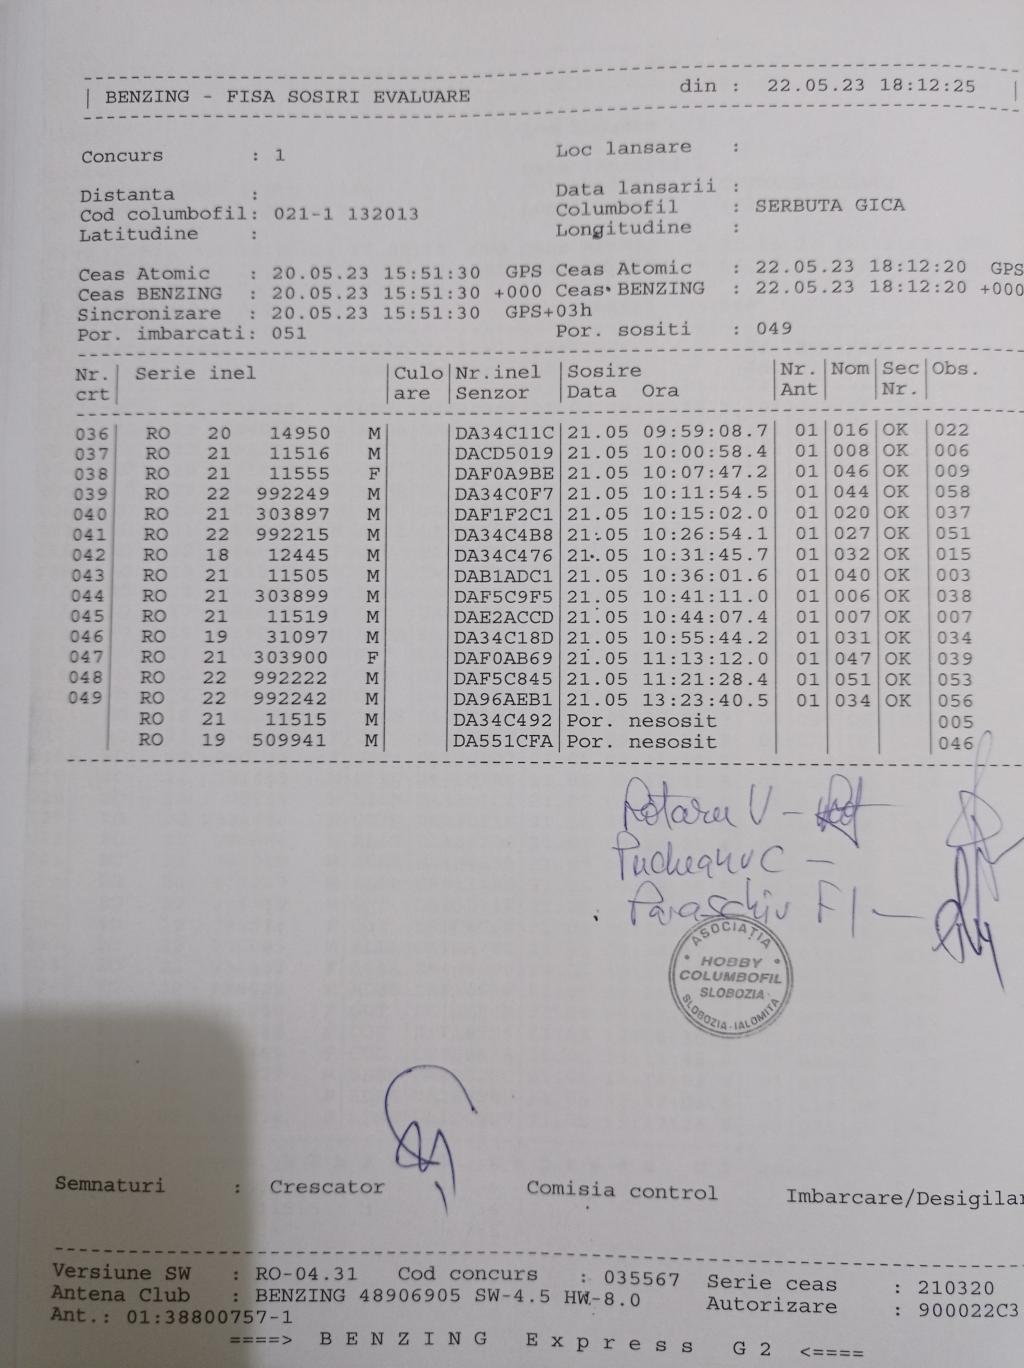 BENZING - FISA SOSIRI EVALUARE din : 22.05.23 18:12:25
Concurs : 1 Loc lansare :
Distanta : Data lansarii :
Cod columbofil: 021-1 132013 Columbofil : SERBUTA GICA
Latitudine : Longitudine :
Ceas Atomic : 20.05.23 15:51:30 GPS Ceas Atomic : 22.05.23 18:12:20 GPS
Ceas BENZING : 20.05.23 15:51:30 +000 Ceas BENZING : 22.05.23 18:12:20 +000
Sincronizare : 20.05.23 15:51:30 GPS+03h
Por. imbarcati: 051 Por. sositi : 049
Nr. | Serie inel | Culo | Nr.inel | Sosire | Nr. | Nom | Sec | Obs.
crt | | are | Senzor | Data Ora | Ant | | Nr. |
036 | RO 20 14950 M | | DA34C11C | 21.05 09:59:08.7 | 01 | 016 | OK | 022
037 | RO 21 11516 M | | DACD5019 | 21.05 10:00:58.4 | 01 | 008 | OK | 006
038 | RO 21 11555 F | | DAF0A9BE | 21.05 10:07:47.2 | 01 | 046 | OK | 009
039 | RO 22 992249 M | | DA34C0F7 | 21.05 10:11:54.5 | 01 | 044 | OK | 058
040 | RO 21 303897 M | | DAF1F2C1 | 21.05 10:15:02.0 | 01 | 020 | OK | 037
041 | RO 22 992215 M | | DA34C4B8 | 21.05 10:26:54.1 | 01 | 027 | OK | 051
042 | RO 18 12445 M | | DA34C476 | 21.05 10:31:45.7 | 01 | 032 | OK | 015
043 | RO 21 11505 M | | DAB1ADC1 | 21.05 10:36:01.6 | 01 | 040 | OK | 003
044 | RO 21 303899 M | | DAF5C9F5 | 21.05 10:41:11.0 | 01 | 006 | OK | 038
045 | RO 21 11519 M | | DAE2ACCD | 21.05 10:44:07.4 | 01 | 007 | OK | 007
046 | RO 19 31097 M | | DA34C18D | 21.05 10:55:44.2 | 01 | 031 | OK | 034
047 | RO 21 303900 F | | DAF0AB69 | 21.05 11:13:12.0 | 01 | 047 | OK | 039
048 | RO 22 992222 M | | DAF5C845 | 21.05 11:21:28.4 | 01 | 051 | OK | 053
049 | RO 22 992242 M | | DA96AEB1 | 21.05 13:23:40.5 | 01 | 034 | OK | 056
| RO 21 11515 M | | DA34C492 | Por. nesosit | | | | 005
| RO 19 509941 M | | DA551CFA | Por. nesosit | | | | 046
Rotaru V -
Pucheanu C -
Paraschiv FI -
ASOCIAȚIA
HOBBY
COLUMBOFIL
SLOBOZIA
SLOBOZIA - IALOMITA
Semnaturi : Crescator Comisia control Imbarcare/Desigilar
Versiune SW : RO-04.31 Cod concurs : 035567 Serie ceas : 210320
Antena Club : BENZING 48906905 SW-4.5 HW-8.0 Autorizare : 900022C3
Ant.: 01:38800757-1
====> B E N Z I N G E x p r e s s G 2 <====